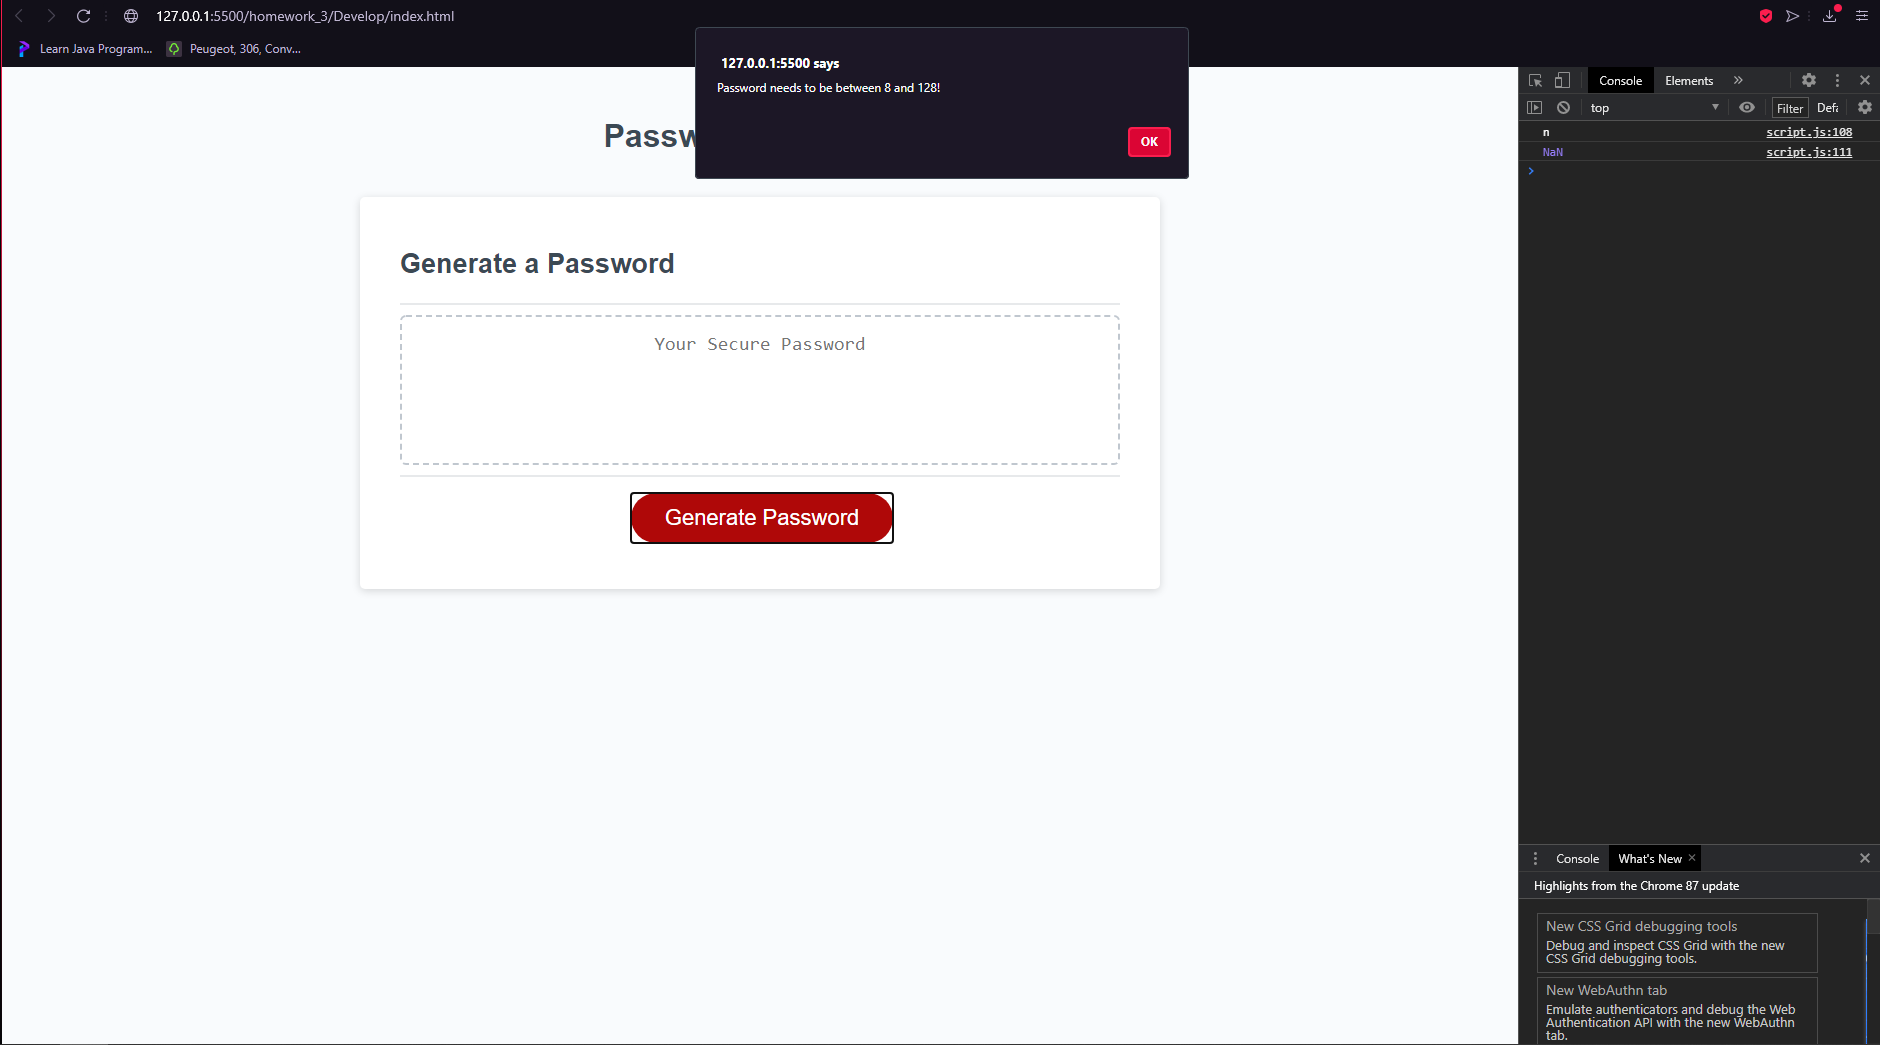 127.0.0.1:5500/homework_3/Develop/index.html
Learn Java Program...
Peugeot, 306, Conv...
127.0.0.1:5500 says
Password needs to be between 8 and 128!
OK
Generate a Password
Your Secure Password
Generate Password
Console
Elements
top
Filter
n
script.js:108
NaN
script.js:111
Console
What's New
Highlights from the Chrome 87 update
New CSS Grid debugging tools
Debug and inspect CSS Grid with the new
CSS Grid debugging tools.
New WebAuthn tab
Emulate authenticators and debug the Web
Authentication API with the new WebAuthn
tab.